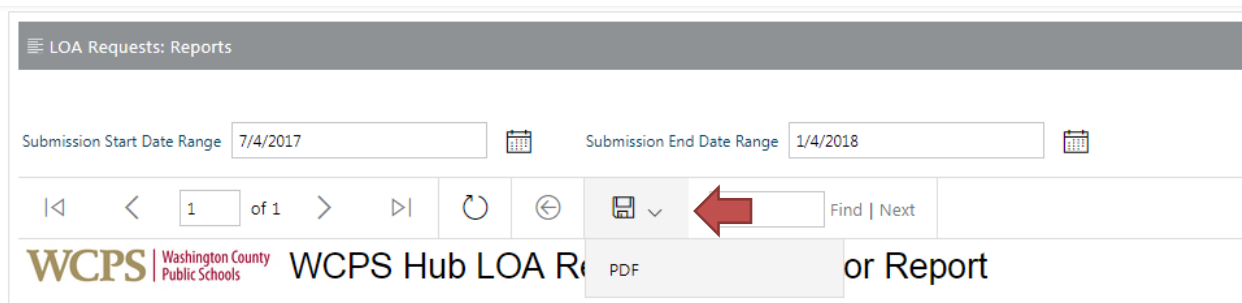 LOA Requests: Reports
Submission Start Date Range 7/4/2017 Submission End Date Range 1/4/2018
1 of 1 Find | Next
PDF
WCPS Washington County Public Schools WCPS Hub LOA Re or Report